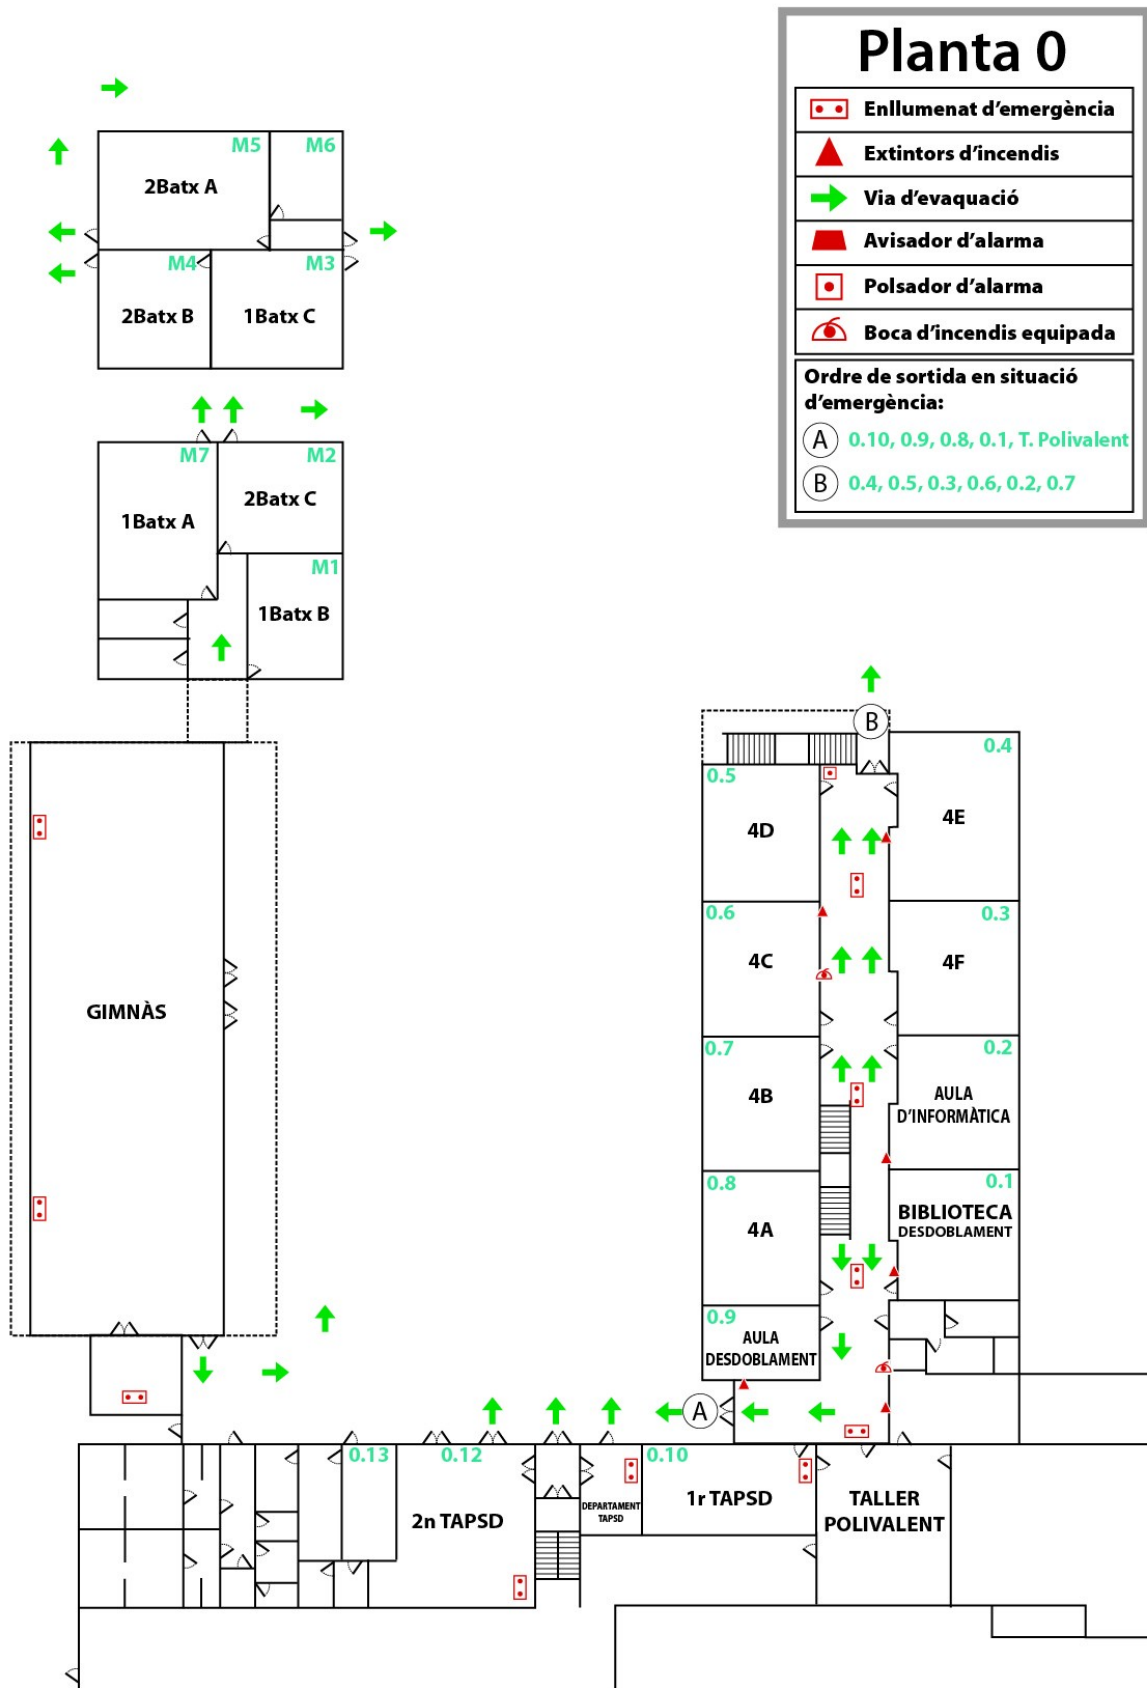 Planta 0
Enllumenat d'emergència
Extintors d'incendis
Via d'evaquació
Avisador d'alarma
Polsador d'alarma
Boca d'incendis equipada
Ordre de sortida en situació
d'emergència:
A 0.10, 0.9, 0.8, 0.1, T. Polivalent
B 0.4, 0.5, 0.3, 0.6, 0.2, 0.7
M5
M6
2Batx A
M4
M3
2Batx B
1Batx C
M7
M2
2Batx C
1Batx A
M1
1Batx B
GIMNÀS
B
0.5
0.4
4D
4E
0.6
0.3
4C
4F
0.7
0.2
4B
AULA
D'INFORMÀTICA
0.8
0.1
4A
BIBLIOTECA
DESDOBLAMENT
0.9
AULA
DESDOBLAMENT
A
0.13
0.12
0.10
2n TAPSD
DEPARTAMENT
TAPSD
1r TAPSD
TALLER
POLIVALENT